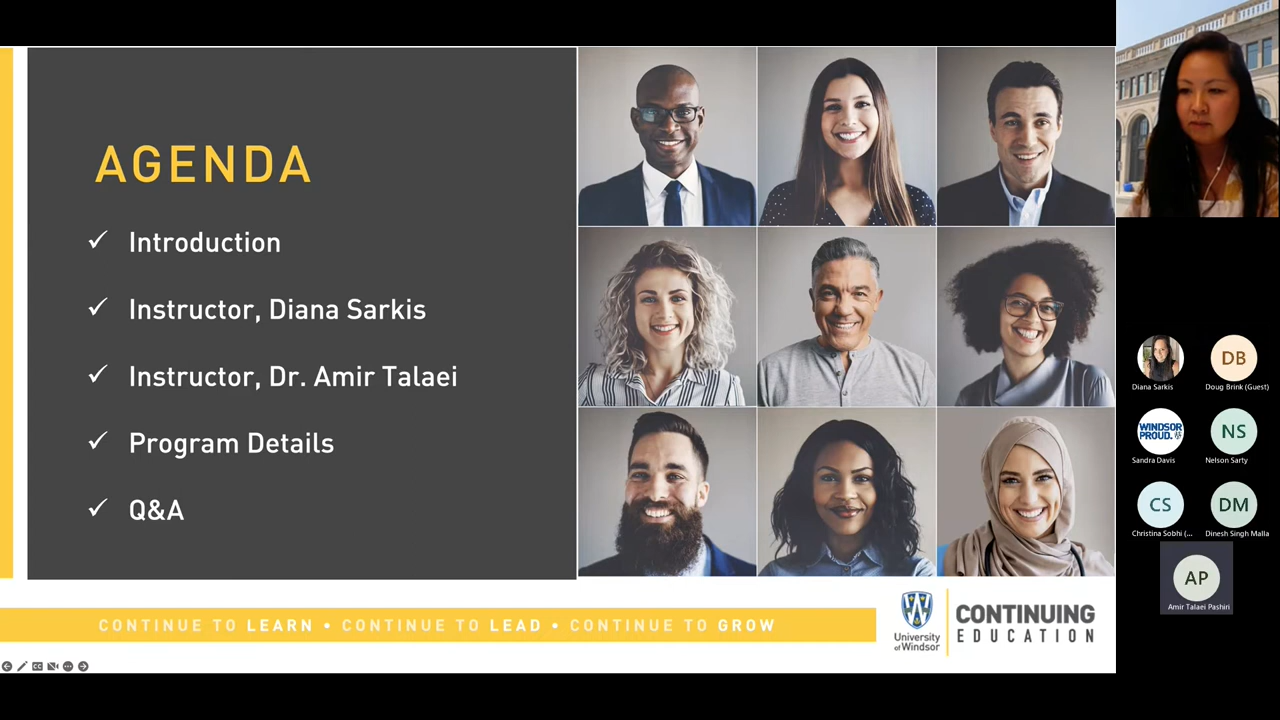 AGENDA
✓ Introduction
✓ Instructor, Diana Sarkis
✓ Instructor, Dr. Amir Talaei
✓ Program Details
✓ Q&A
CONTINUE TO LEARN • CONTINUE TO LEAD • CONTINUE TO GROW
University
of Windsor
CONTINUING
EDUCATION
Diana Sarkis
DB
Doug Brink (Guest)
WINDSOR
PROUD.
Sandra Davis
NS
Nelson Sarty
CS
Christina Sobhi (...
DM
Dinesh Singh Malla
AP
Amir Talaei Pashiri